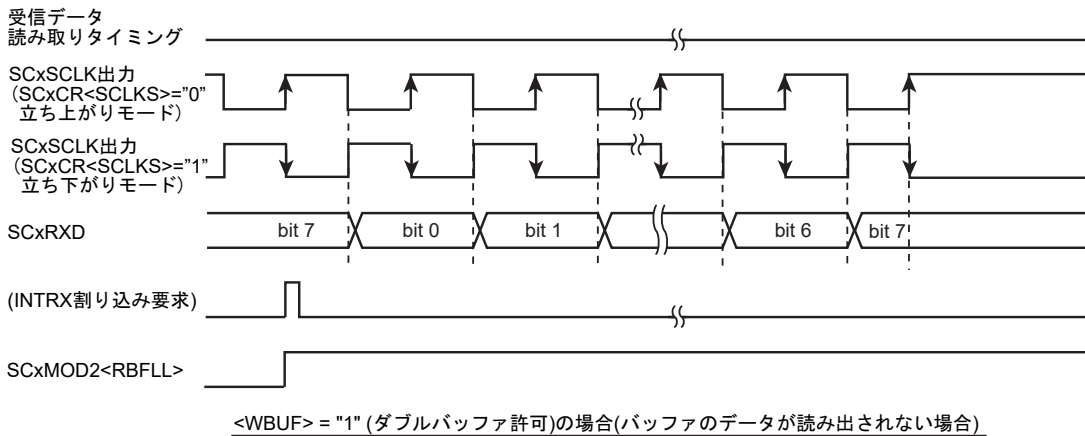 受信データ
読み取りタイミング
SCxSCLK出力
(SCxCR<SCLKS>="0"
立ち上がりモード)
SCxSCLK出力
(SCxCR<SCLKS>="1"
立ち下がりモード)
SCxRXD
bit 7 bit 0 bit 1 bit 6 bit 7
(INTRX割り込み要求)
SCxMOD2<RBFLL>
<WBUF> = "1" (ダブルバッファ許可)の場合(バッファのデータが読み出されない場合)